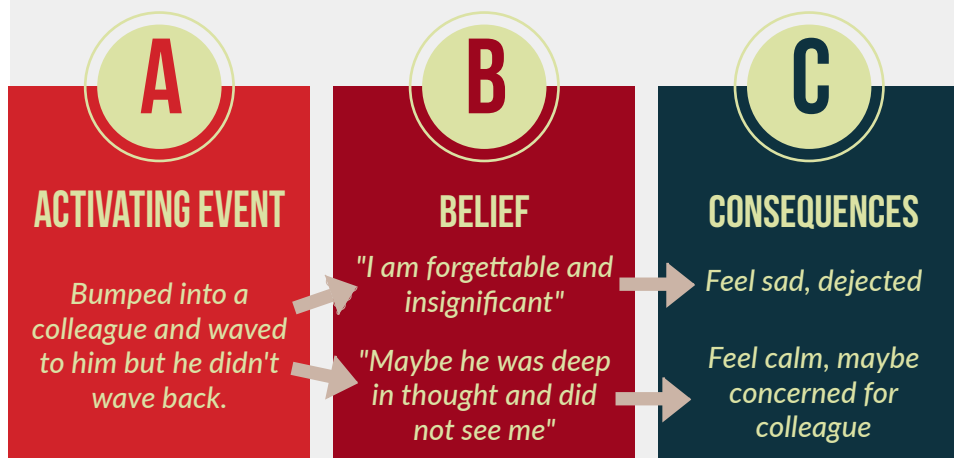 A
ACTIVATING EVENT
Bumped into a
colleague and waved
to him but he didn't
wave back.
B
BELIEF
"I am forgettable and
insignificant"
"Maybe he was deep
in thought and did
not see me"
C
CONSEQUENCES
Feel sad, dejected
Feel calm, maybe
concerned for
colleague